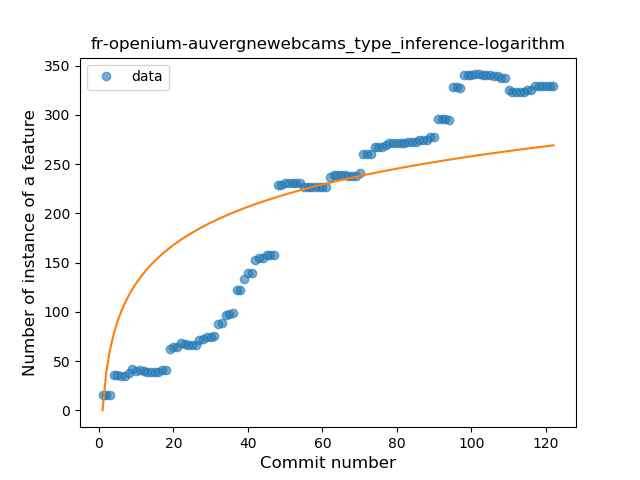 fr-openium-auvergnewebcams_type_inference-logarithm
data
Number of instance of a feature
350
300
250
200
150
100
50
0
0 20 40 60 80 100 120
Commit number